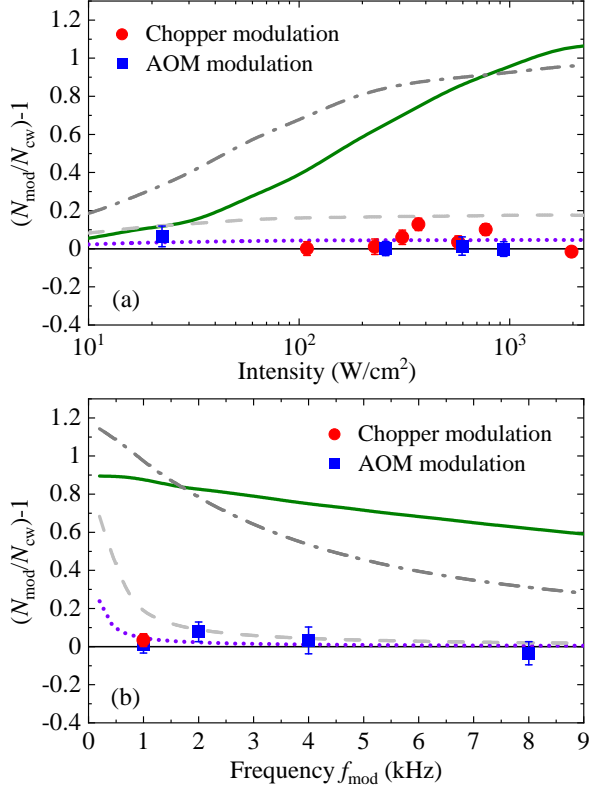 1.2
1
0.8
0.6
0.4
0.2
0
-0.2
-0.4
(N_mod/N_cw)-1
Chopper modulation
AOM modulation
(a)
10^1
10^2
10^3
Intensity (W/cm^2)
1.2
1
0.8
0.6
0.4
0.2
0
-0.2
-0.4
(N_mod/N_cw)-1
Chopper modulation
AOM modulation
(b)
0 1 2 3 4 5 6 7 8 9
Frequency f_mod (kHz)